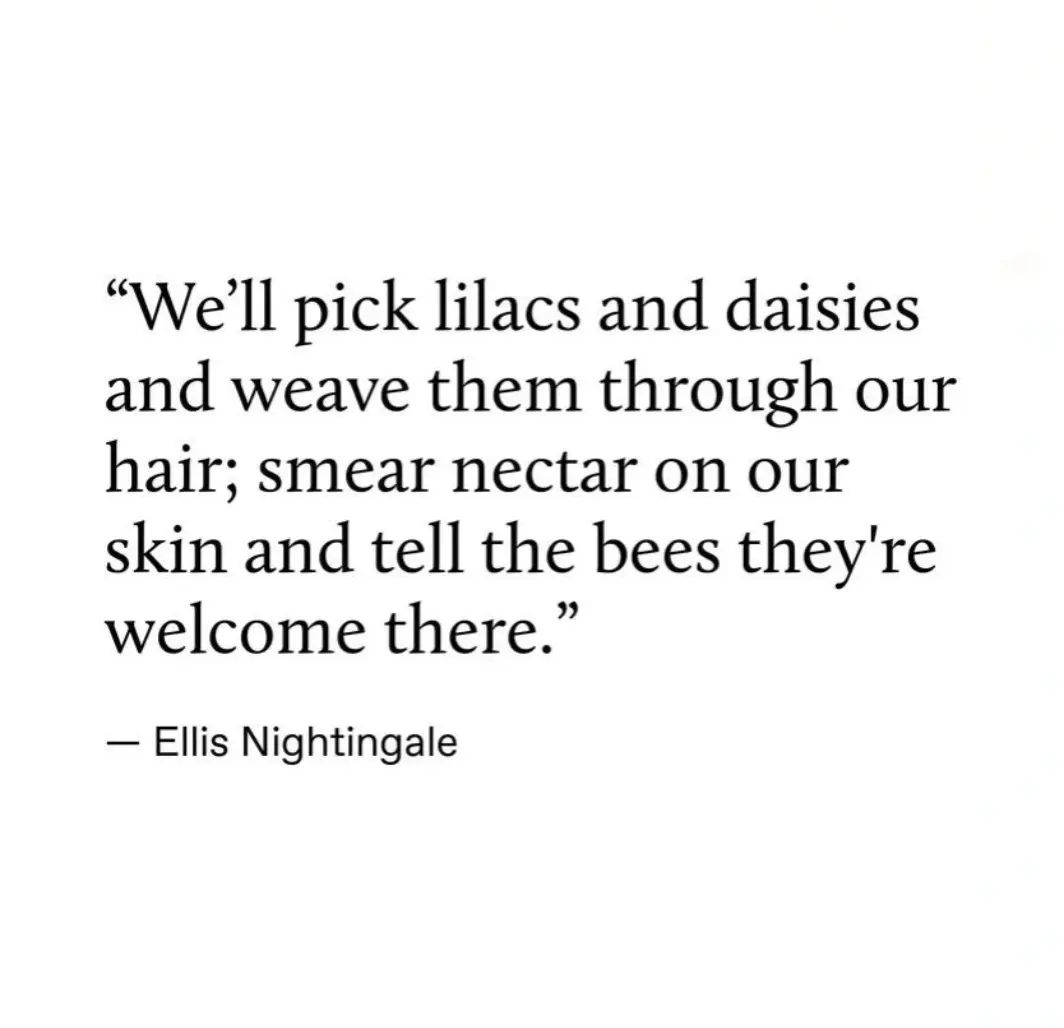 “We’ll pick lilacs and daisies
and weave them through our
hair; smear nectar on our
skin and tell the bees they're
welcome there.”
— Ellis Nightingale